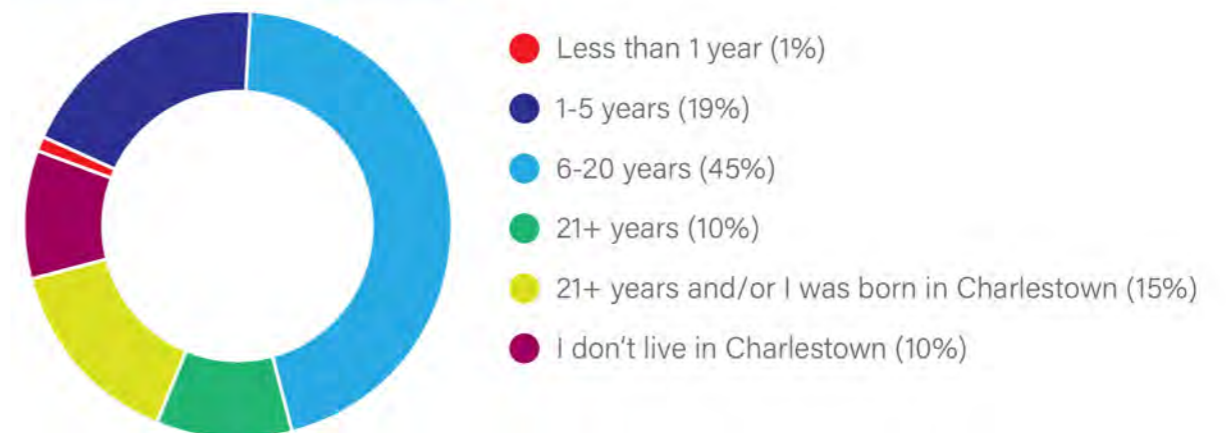 Less than 1 year (1%)
1-5 years (19%)
6-20 years (45%)
21+ years (10%)
21+ years and/or I was born in Charlestown (15%)
I don't live in Charlestown (10%)